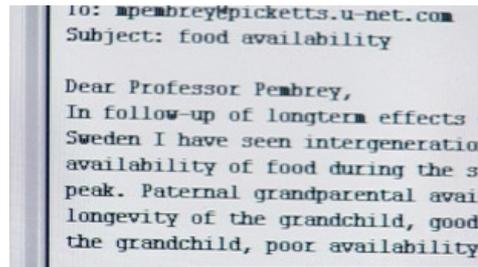 To: mpembrey@picketts.u-net.com
Subject: food availability
Dear Professor Pembrey,
In follow-up of longterm effects
Sweden I have seen intergeneratio
availability of food during the s
peak. Paternal grandparental avai
longevity of the grandchild, good
the grandchild, poor availability